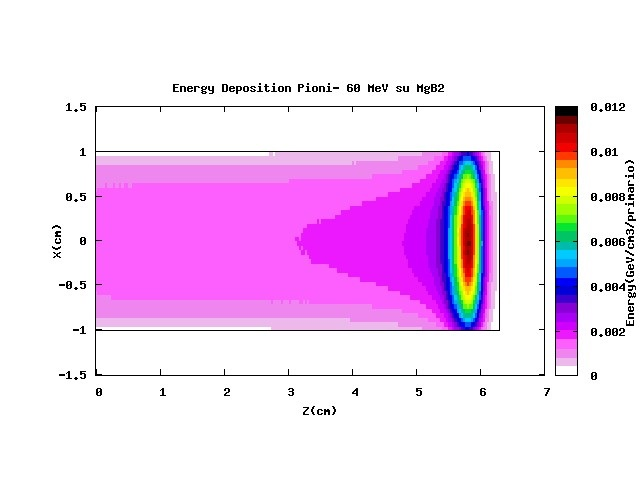 Energy Deposition Pioni- 60 MeV su MgB2
1.5
1
0.5
0
-0.5
-1
-1.5
X(cm)
0 1 2 3 4 5 6 7
Z(cm)
0.012
0.01
0.008
0.006
0.004
0.002
0
Energy(GeV/cm3/primario)